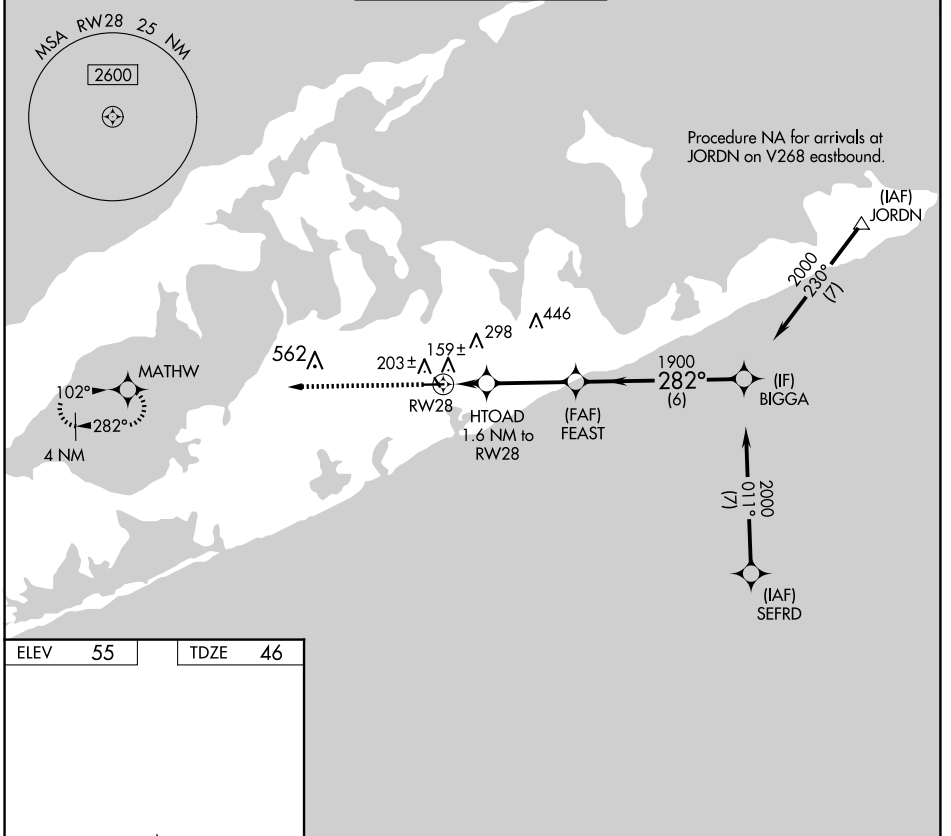 MSA RW28 25 NM
2600
Procedure NA for arrivals at
JORDN on V268 eastbound.
(IAF)
JORDN
2000
230°
(7)
446
298
159±
203±
562
MATHW
102°
282°
4 NM
RW28
HTOAD
1.6 NM to
RW28
(FAF)
FEAST
1900
282°
(6)
(IF)
BIGGA
2000
011°
(7)
(IAF)
SEFRD
ELEV 55
TDZE 46